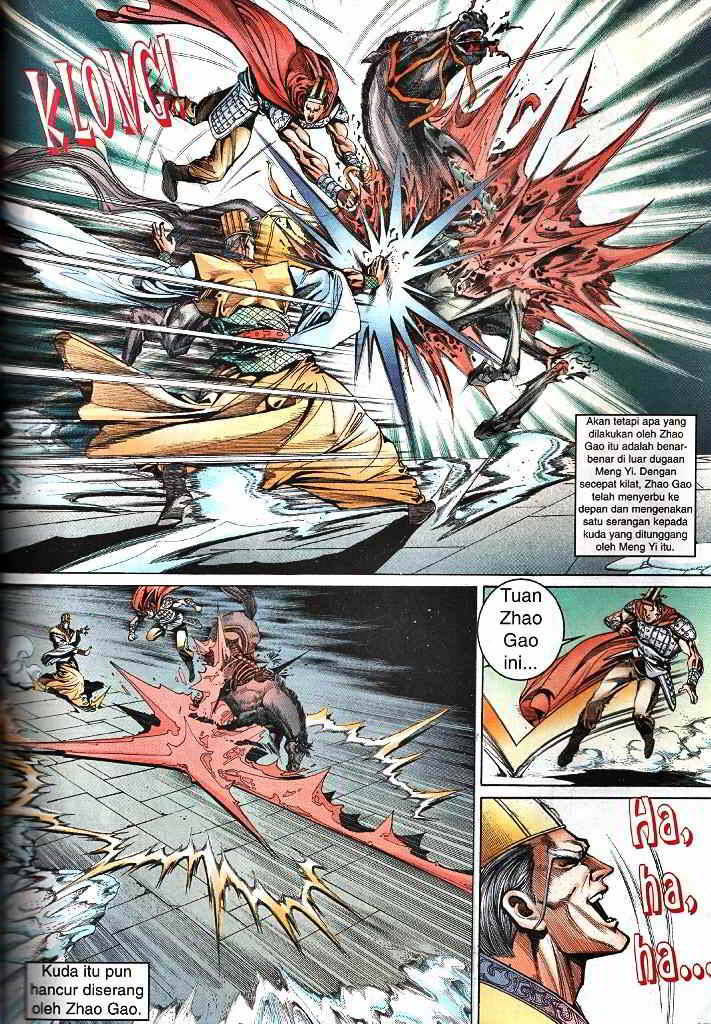 KLONG!
Akan tetapi apa yang
dilakukan oleh Zhao
Gao itu adalah benar-
benar di luar dugaan
Meng Yi. Dengan
secepat kilat, Zhao Gao
telah menyerbu ke
depan dan mengenakan
satu serangan kepada
kuda yang ditunggang
oleh Meng Yi itu.
Kuda itu pun
hancur diserang
oleh Zhao Gao.
Tuan
Zhao
Gao
ini...
Ha,
ha,
ha...